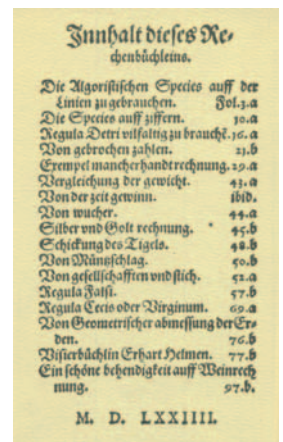 Innhalt dieses Re-
chenbüchleins.
Die Algoristischen Species auff der
Linien zu gebrauchen. Fol.3.a
Die Species auff ziffern. 10.a
Regula Detri vilfaltig zu brauchē. 16.a
Von gebrochen zahlen. 23.b
Exempel mancherhandt rechnung. 29.a
Vergleichung der gewicht. 43.a
Von der zeit gewinn. ibid.
Von wucher. 44.a
Silber vnd Golt rechnung. 45.b
Schickung des Tigels. 48.b
Von Müntzschlag. 50.b
Von gesellschafften vnd stich. 52.a
Regula Falsi. 57.b
Regula Cecis oder Virginum. 69.a
Von Geometrischer abmessung der Er-
den. 76.b
Visierbüchlin Erhart Helmen. 77.b
Ein schöne behendigkeit auff Weinrech
nung. 97.b.
M. D. LXXIIII.